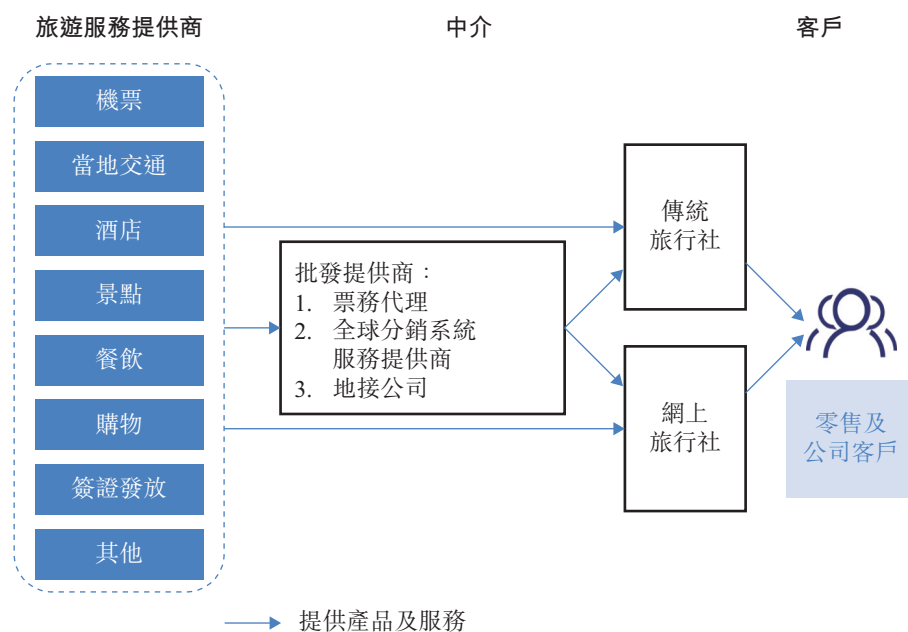 旅遊服務提供商
中介
客戶
機票
當地交通
酒店
景點
餐飲
購物
簽證發放
其他
批發提供商：
1. 票務代理
2. 全球分銷系統
服務提供商
3. 地接公司
傳統
旅行社
網上
旅行社
零售及
公司客戶
提供產品及服務